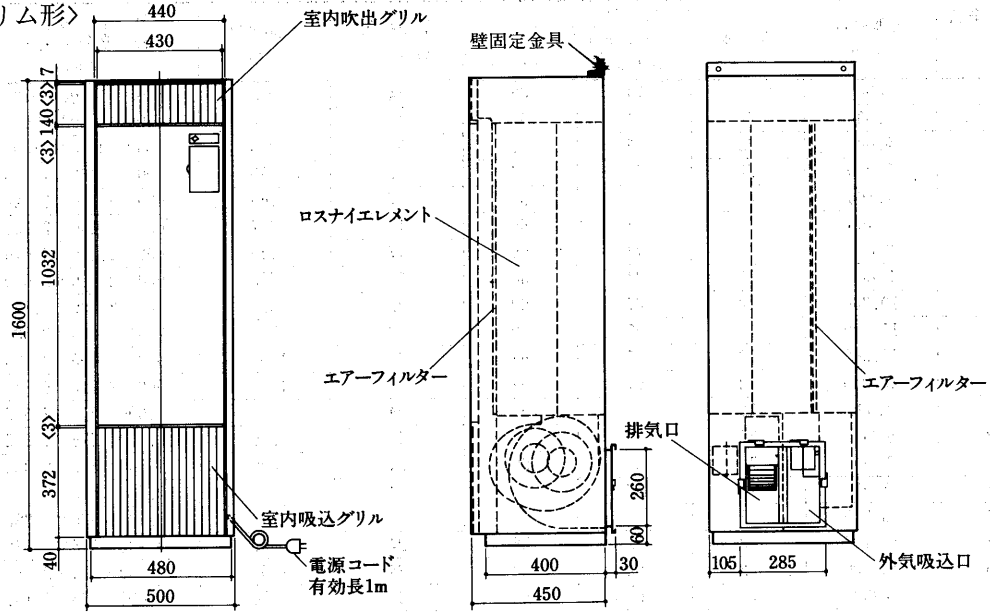 リム形〉
440
430
室内吹出グリル
7
〈3〉
140
〈3〉
1032
1600
〈3〉
372
40
室内吸込グリル
電源コード
有効長1m
480
500
壁固定金具
ロスナイエレメント
エアーフィルター
260
60
400
30
450
エアーフィルター
排気口
外気吸込口
105
285